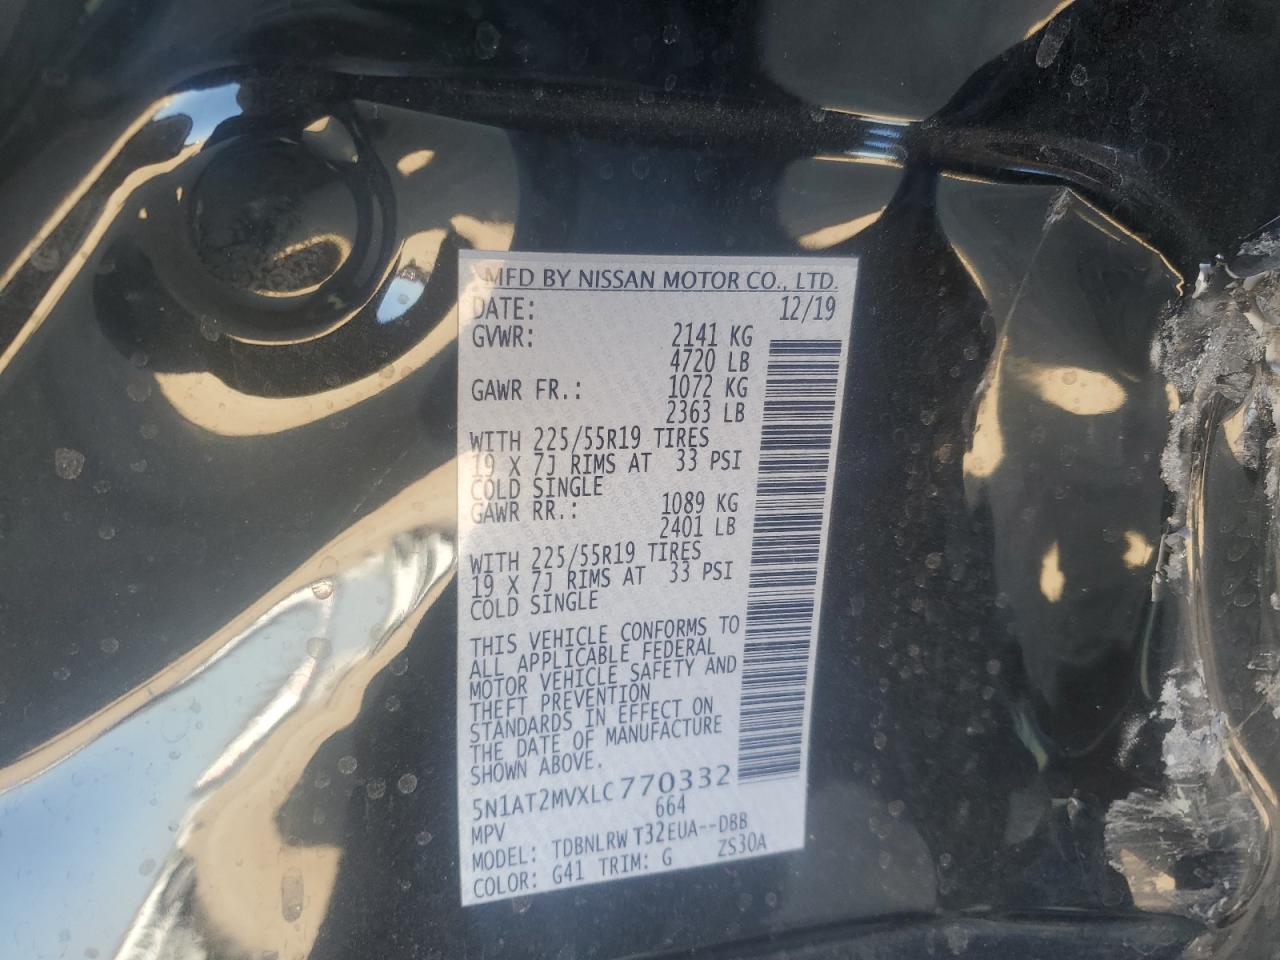 MFD BY NISSAN MOTOR CO., LTD.
DATE: 12/19
GVWR: 2141 KG
4720 LB
GAWR FR.: 1072 KG
2363 LB
WITH 225/55R19 TIRES
19 X 7J RIMS AT 33 PSI
COLD SINGLE
GAWR RR.: 1089 KG
2401 LB
WITH 225/55R19 TIRES
19 X 7J RIMS AT 33 PSI
COLD SINGLE
THIS VEHICLE CONFORMS TO
ALL APPLICABLE FEDERAL
MOTOR VEHICLE SAFETY AND
THEFT PREVENTION
STANDARDS IN EFFECT ON
THE DATE OF MANUFACTURE
SHOWN ABOVE.
5N1AT2MVXLC770332
MPV 664
MODEL: TDBNLRW T32EUA--DBB
COLOR: G41 TRIM: G ZS30A